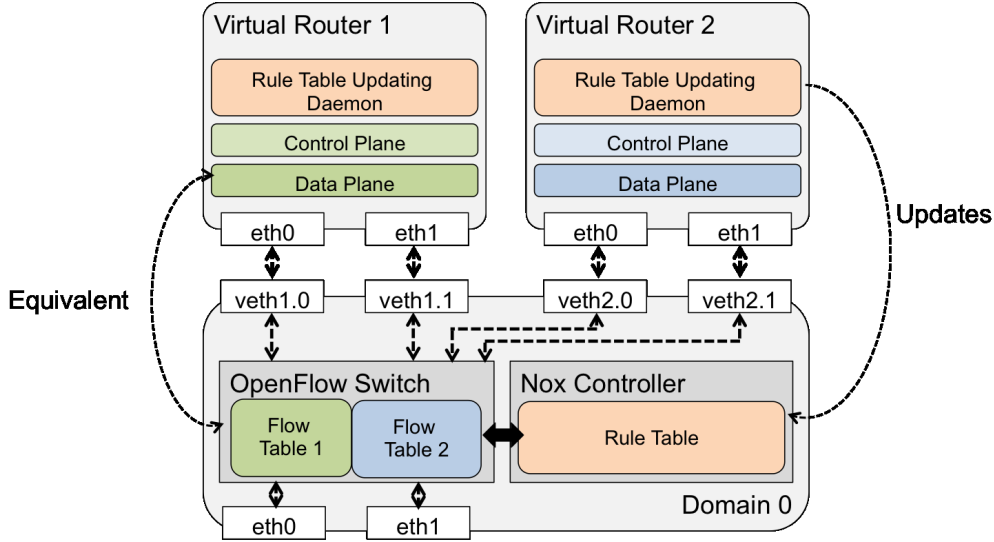 Virtual Router 1
Virtual Router 2
Rule Table Updating
Daemon
Rule Table Updating
Daemon
Control Plane
Control Plane
Data Plane
Data Plane
Updates
eth0
eth1
eth0
eth1
Equivalent
veth1.0
veth1.1
veth2.0
veth2.1
OpenFlow Switch
Nox Controller
Flow
Table 1
Flow
Table 2
Rule Table
Domain 0
eth0
eth1